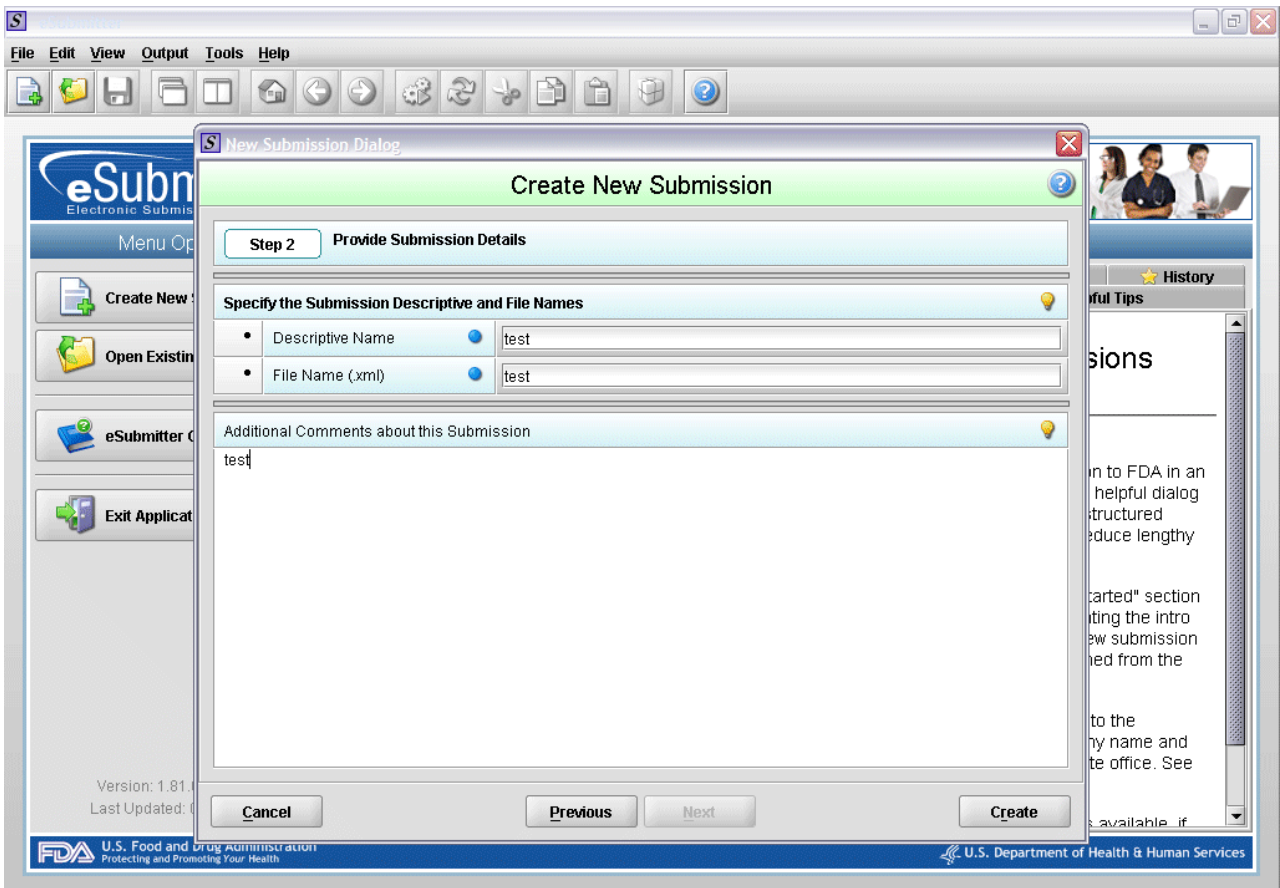 File Edit View Output Tools Help
New Submission Dialog
Create New Submission
Step 2
Provide Submission Details
Specify the Submission Descriptive and File Names
Descriptive Name
test
File Name (.xml)
test
Additional Comments about this Submission
test
Cancel
Previous
Next
Create
eSubm
Electronic Submis
Menu Op
Create New
Open Existin
eSubmitter
Exit Applicat
Version: 1.81.
Last Updated:
History
ful Tips
sions
n to FDA in an
helpful dialog
structured
educe lengthy
tarted" section
ting the intro
ew submission
ned from the
to the
ny name and
te office. See
s available, if
FDA
U.S. Food and Drug Administration
Protecting and Promoting Your Health
U.S. Department of Health & Human Services